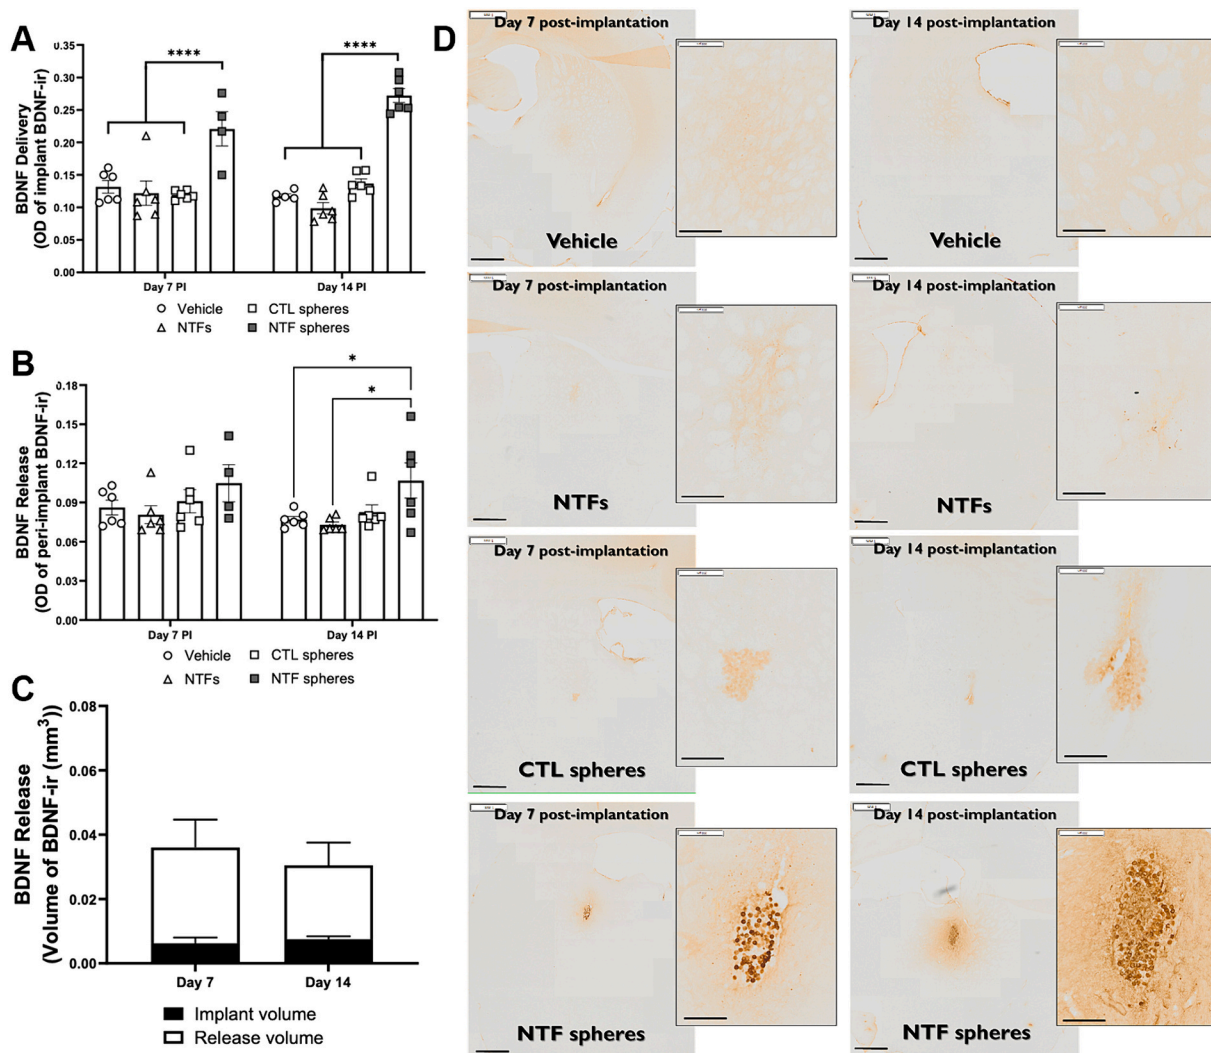 A
BDNF Delivery
(OD of implant BDNF-ir)
0.35
0.30
0.25
0.20
0.15
0.10
0.05
0.00
****
****
Day 7 PI
Day 14 PI
Vehicle
CTL spheres
NTFs
NTF spheres
B
BDNF Release
(OD of peri-implant BDNF-ir)
0.18
0.15
0.12
0.09
0.06
0.03
0.00
*
*
Day 7 PI
Day 14 PI
Vehicle
CTL spheres
NTFs
NTF spheres
C
BDNF Release
(Volume of BDNF-ir (mm³))
0.08
0.06
0.04
0.02
0.00
Day 7
Day 14
Implant volume
Release volume
D
Day 7 post-implantation
Vehicle
Day 14 post-implantation
Vehicle
Day 7 post-implantation
NTFs
Day 14 post-implantation
NTFs
Day 7 post-implantation
CTL spheres
Day 14 post-implantation
CTL spheres
Day 7 post-implantation
NTF spheres
Day 14 post-implantation
NTF spheres